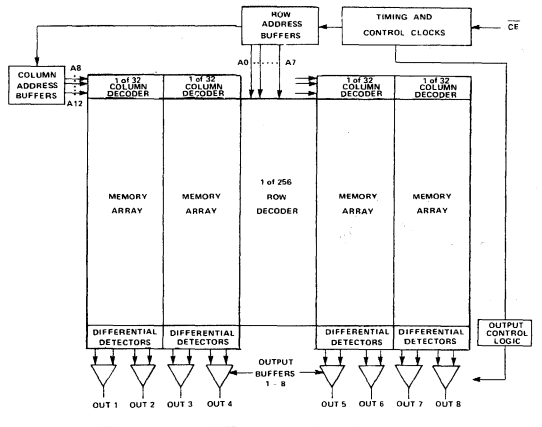 ROW
ADDRESS
BUFFERS
TIMING AND
CONTROL CLOCKS
CE
COLUMN
ADDRESS
BUFFERS
A8
A12
A0
A7
1 of 32
COLUMN
DECODER
1 of 32
COLUMN
DECODER
1 of 32
COLUMN
DECODER
1 of 32
COLUMN
DECODER
MEMORY
ARRAY
MEMORY
ARRAY
1 of 256
ROW
DECODER
MEMORY
ARRAY
MEMORY
ARRAY
DIFFERENTIAL
DETECTORS
DIFFERENTIAL
DETECTORS
DIFFERENTIAL
DETECTORS
DIFFERENTIAL
DETECTORS
OUTPUT
CONTROL
LOGIC
OUTPUT
BUFFERS
1 - 8
OUT 1
OUT 2
OUT 3
OUT 4
OUT 5
OUT 6
OUT 7
OUT 8